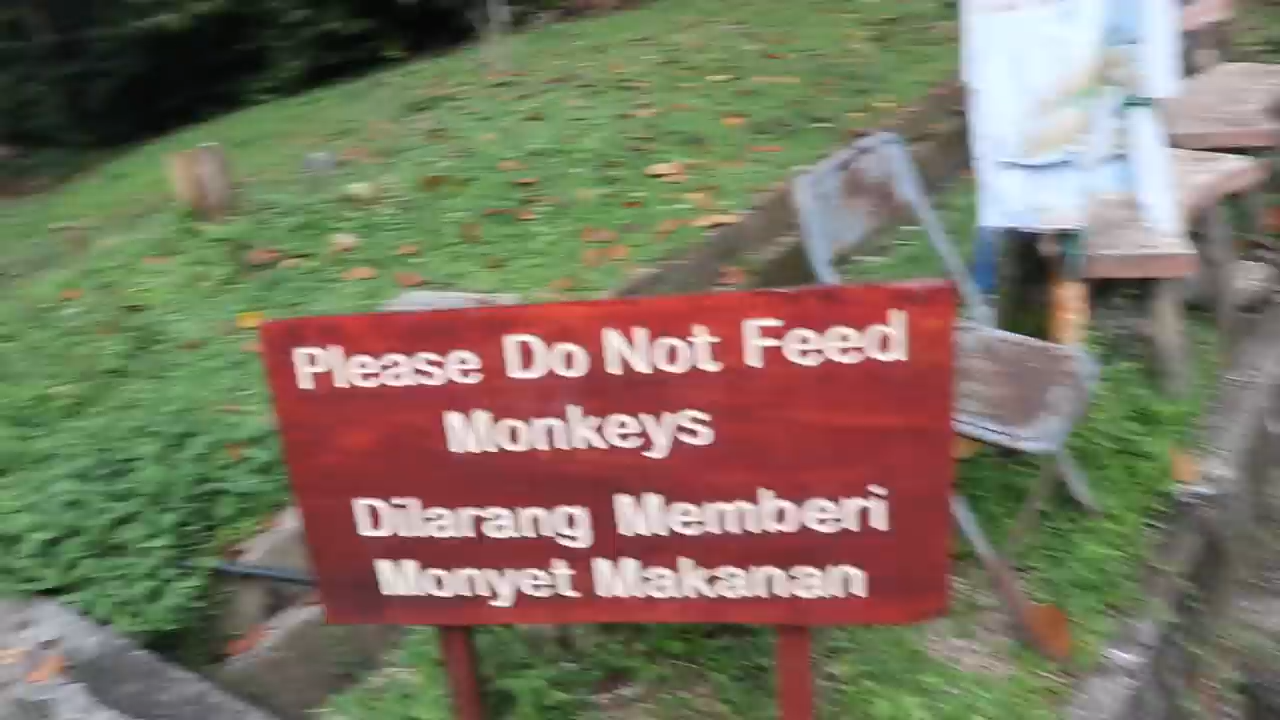 Please Do Not Feed
Monkeys
Dilarang Memberi
Monyet Makanan